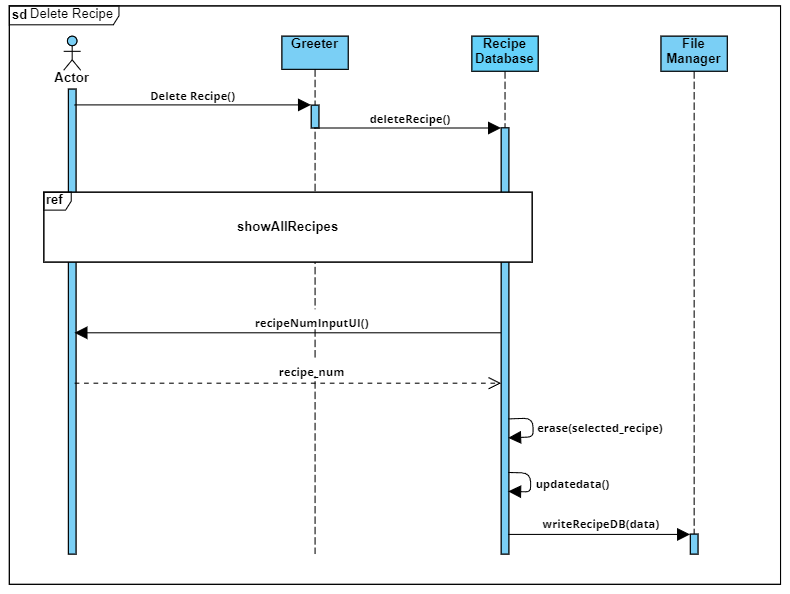 sd Delete Recipe
Actor
Greeter
Recipe
Database
File
Manager
Delete Recipe()
deleteRecipe()
ref
showAllRecipes
recipeNumInputUI()
recipe_num
erase(selected_recipe)
updatedata()
writeRecipeDB(data)